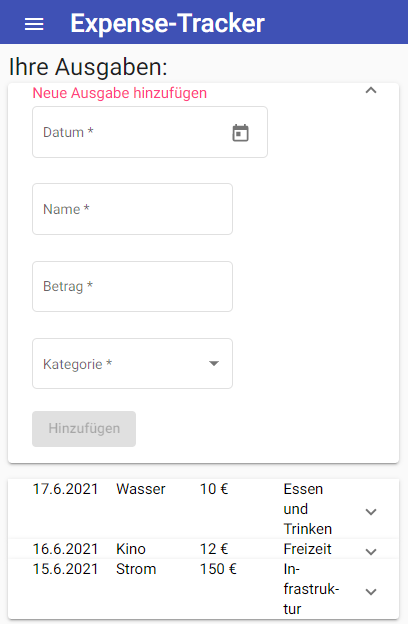 Expense-Tracker
Ihre Ausgaben:
Neue Ausgabe hinzufügen
Datum *
Name *
Betrag *
Kategorie *
Hinzufügen
17.6.2021 Wasser 10 € Essen
und
Trinken
16.6.2021 Kino 12 € Freizeit
15.6.2021 Strom 150 € In-
frastruk-
tur